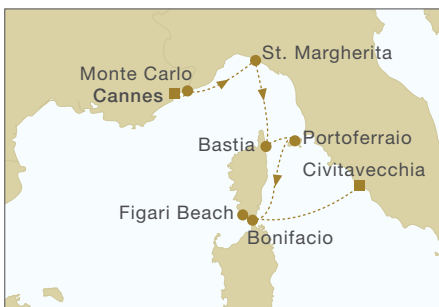 St. Margherita
Monte Carlo
Cannes
Bastia
Portoferraio
Civitavecchia
Figari Beach
Bonifacio